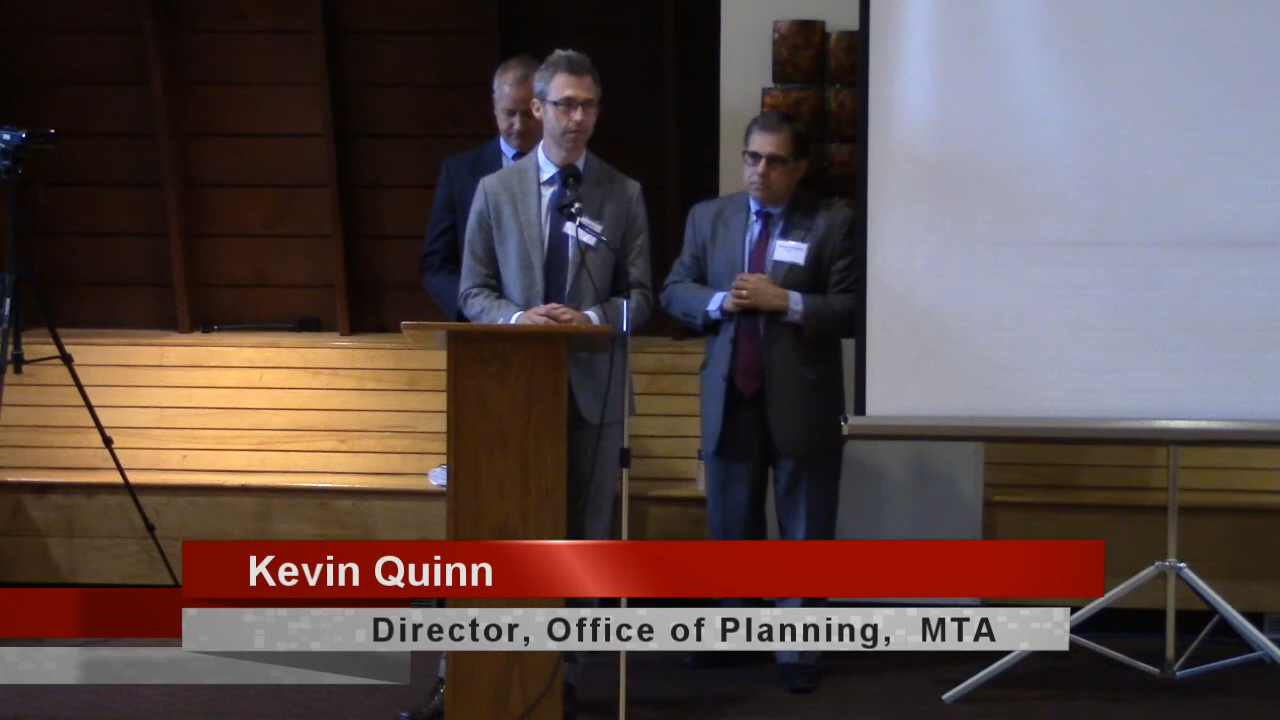 Kevin Quinn
Director, Office of Planning, MTA